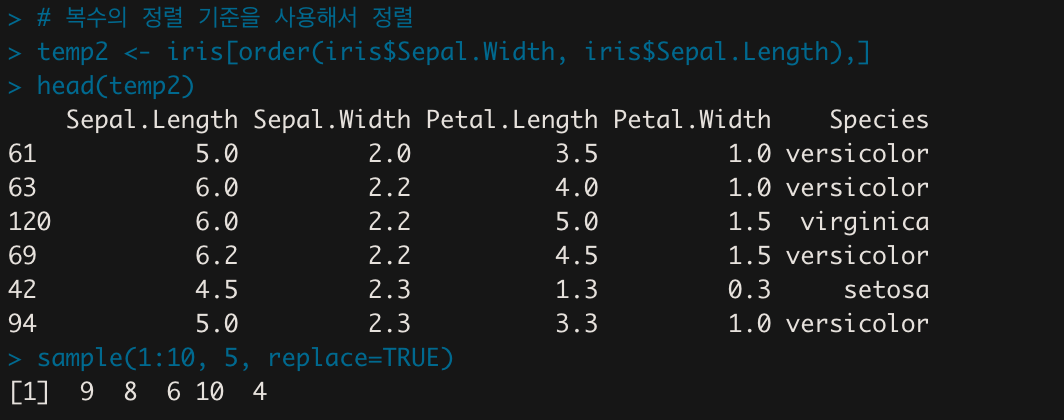 > # 복수의 정렬 기준을 사용해서 정렬
> temp2 <- iris[order(iris$Sepal.Width, iris$Sepal.Length),]
> head(temp2)
    Sepal.Length Sepal.Width Petal.Length Petal.Width    Species
61           5.0         2.0          3.5         1.0 versicolor
63           6.0         2.2          4.0         1.0 versicolor
120          6.0         2.2          5.0         1.5  virginica
69           6.2         2.2          4.5         1.5 versicolor
42           4.5         2.3          1.3         0.3     setosa
94           5.0         2.3          3.3         1.0 versicolor
> sample(1:10, 5, replace=TRUE)
[1]  9  8  6 10  4